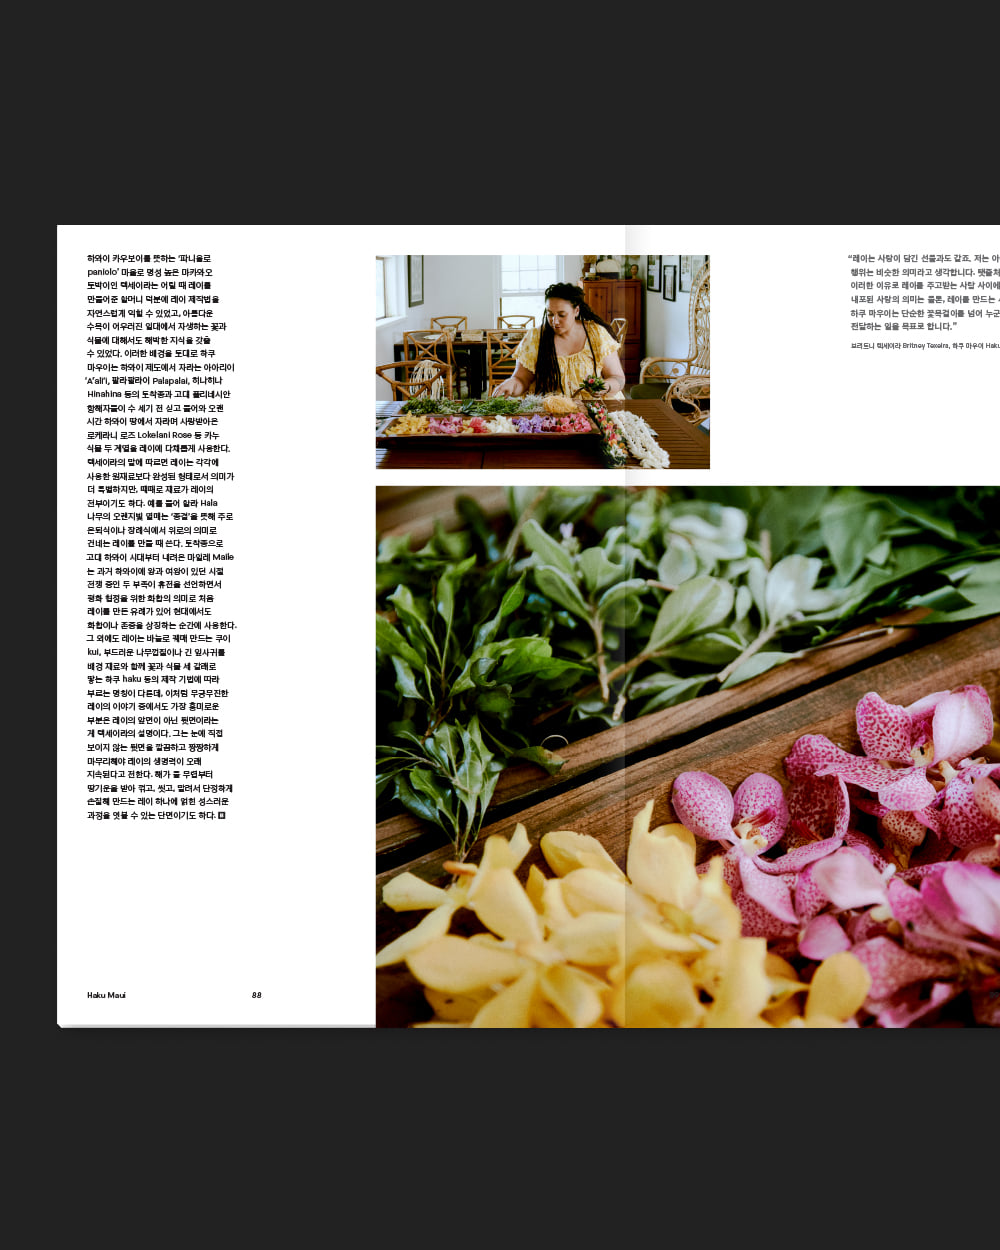 하와이 카우보이를 뜻하는 ‘파니올로
paniolo’ 마을로 명성 높은 마카와오
토박이인 텍세이라는 어릴 때 레이를
만들어준 할머니 덕분에 레이 제작법을
자연스럽게 익힐 수 있었고, 아름다운
수목이 어우러진 일대에서 자생하는 꽃과
식물에 대해서도 해박한 지식을 갖출
수 있었다. 이러한 배경을 토대로 하쿠
마우이는 하와이 제도에서 자라는 아아리이
‘A‘ali‘i, 팔라팔라이 Palapalai, 히나히나
Hinahina 등의 토착종과 고대 폴리네시안
항해자들이 수 세기 전 싣고 들어와 오랜
시간 하와이 땅에서 자라며 사랑받아온
로케라니 로즈 Lokelani Rose 등 카누
식물 두 계열을 레이에 다채롭게 사용한다.
텍세이라의 말에 따르면 레이는 각각에
사용한 원재료보다 완성된 형태로서 의미가
더 특별하지만, 때때로 재료가 레이의
전부이기도 하다. 예를 들어 할라 Hala
나무의 오렌지빛 열매는 ‘종결’을 뜻해 주로
은퇴식이나 장례식에서 위로의 의미로
건네는 레이를 만들 때 쓴다. 토착종으로
고대 하와이 시대부터 내려온 마일레 Maile
는 과거 하와이에 왕과 여왕이 있던 시절
전쟁 중인 두 부족이 휴전을 선언하면서
평화 협정을 위한 화합의 의미로 처음
레이를 만든 유래가 있어 현대에서도
화합이나 존중을 상징하는 순간에 사용한다.
그 외에도 레이는 바늘로 꿰매 만드는 쿠이
kui, 부드러운 나무껍질이나 긴 잎사귀를
배경 재료와 함께 꽃과 식물 세 갈래로
땋는 하쿠 haku 등의 제작 기법에 따라
부르는 명칭이 다른데, 이처럼 무궁무진한
레이의 이야기 중에서도 가장 흥미로운
부분은 레이의 앞면이 아닌 뒷면이라는
게 텍세이라의 설명이다. 그는 눈에 직접
보이지 않는 뒷면을 깔끔하고 짱짱하게
마무리해야 레이의 생명력이 오래
지속된다고 전한다. 해가 뜰 무렵부터
땅기운을 받아 꺾고, 씻고, 말려서 단정하게
손질해 만드는 레이 하나에 얽힌 성스러운
과정을 엿볼 수 있는 단면이기도 하다.
Haku Maui 88
“레이는 사랑이 담긴 선물과도 같죠. 저는
행위는 비슷한 의미라고 생각합니다.
이러한 이유로 레이를 주고받는 사람 사이에
내포된 사랑의 의미는 물론, 레이를 만드는
하쿠 마우이는 단순한 꽃목걸이를 넘어
전달하는 일을 목표로 합니다.”
브리트니 텍세이라 Britney Texeira, 하쿠 마우이